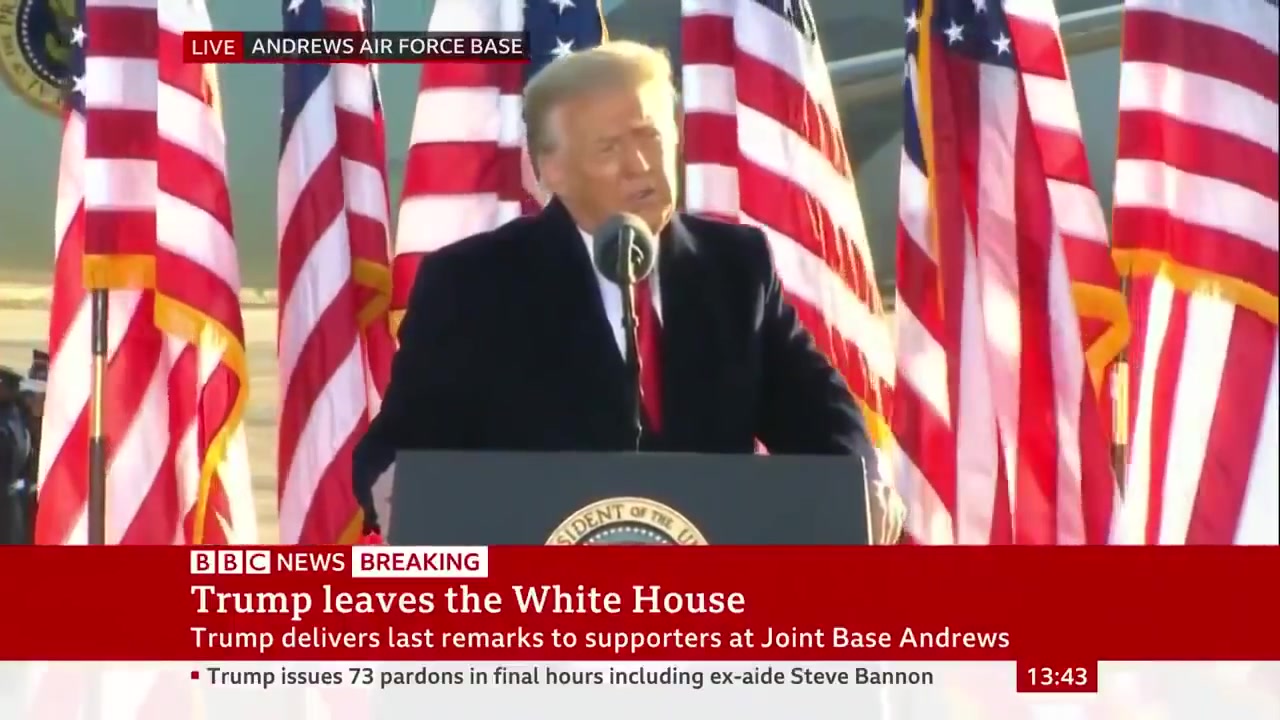 LIVE ANDREWS AIR FORCE BASE
SIDENT OF THE U
BBC NEWS BREAKING
Trump leaves the White House
Trump delivers last remarks to supporters at Joint Base Andrews
Trump issues 73 pardons in final hours including ex-aide Steve Bannon 13:43